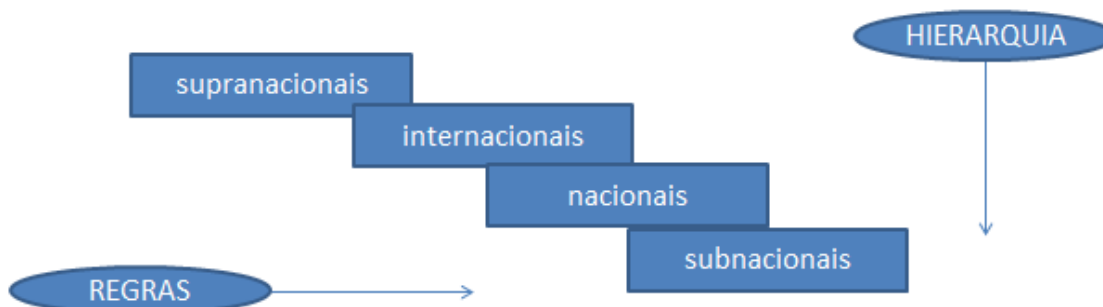 HIERARQUIA
supranacionais
internacionais
nacionais
subnacionais
REGRAS